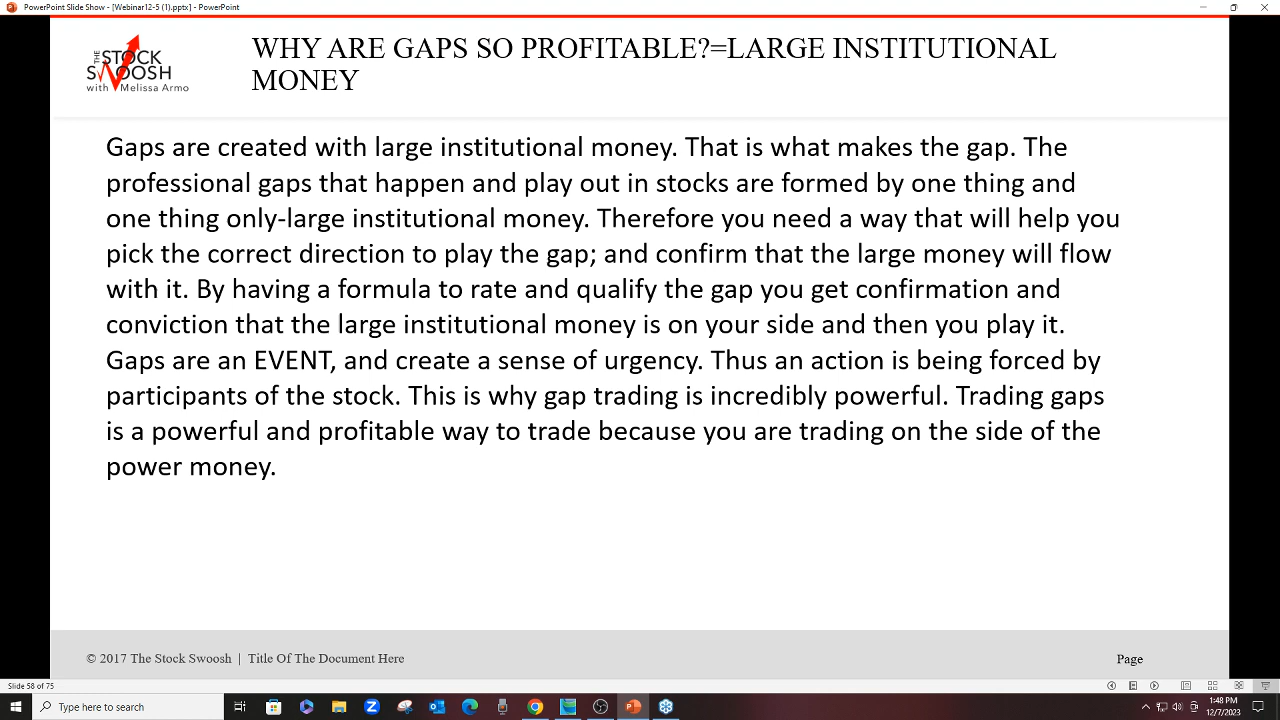 PowerPoint Slide Show - [Webinar12-5 (1).pptx] - PowerPoint
THE STOCK
SWOOSH
with Melissa Armo
WHY ARE GAPS SO PROFITABLE?=LARGE INSTITUTIONAL
MONEY
Gaps are created with large institutional money. That is what makes the gap. The
professional gaps that happen and play out in stocks are formed by one thing and
one thing only-large institutional money. Therefore you need a way that will help you
pick the correct direction to play the gap; and confirm that the large money will flow
with it. By having a formula to rate and qualify the gap you get confirmation and
conviction that the large institutional money is on your side and then you play it.
Gaps are an EVENT, and create a sense of urgency. Thus an action is being forced by
participants of the stock. This is why gap trading is incredibly powerful. Trading gaps
is a powerful and profitable way to trade because you are trading on the side of the
power money.
© 2017 The Stock Swoosh | Title Of The Document Here
Page
Slide 58 of 75
Type here to search
1:48 PM
12/7/2023